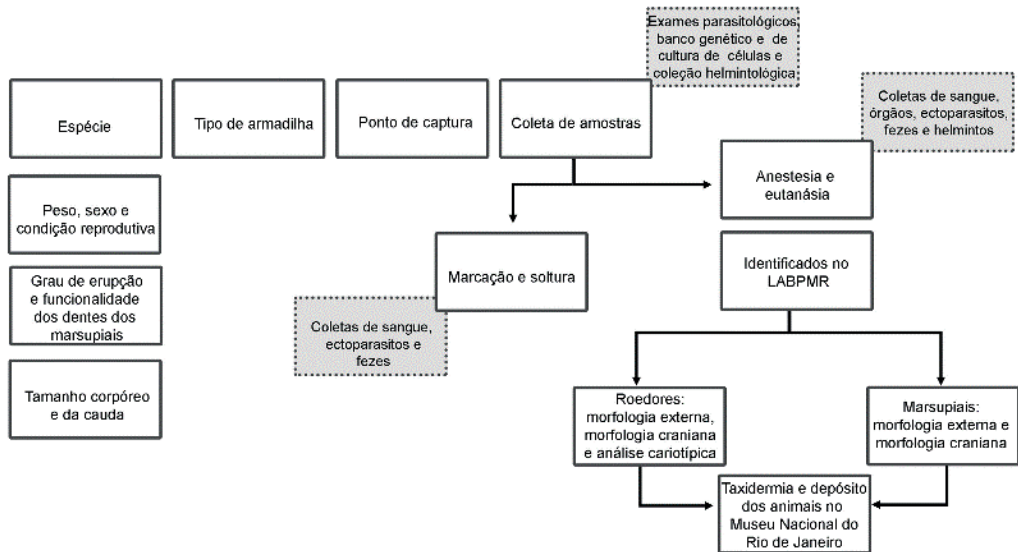 Exames parasitológicos,
banco genético e de
cultura de células e
coleção helmintológica
Espécie
Tipo de armadilha
Ponto de captura
Coleta de amostras
Coletas de sangue,
órgãos, ectoparasitos,
fezes e helmintos
Anestesia e
eutanásia
Peso, sexo e
condição reprodutiva
Marcação e soltura
Identificados no
LABPMR
Grau de erupção
e funcionalidade
dos dentes dos
marsupiais
Coletas de sangue,
ectoparasitos e
fezes
Tamanho corpóreo
e da cauda
Roedores:
morfologia externa,
morfologia craniana
e análise cariotípica
Marsupiais:
morfologia externa e
morfologia craniana
Taxidermia e depósito
dos animais no
Museu Nacional do
Rio de Janeiro